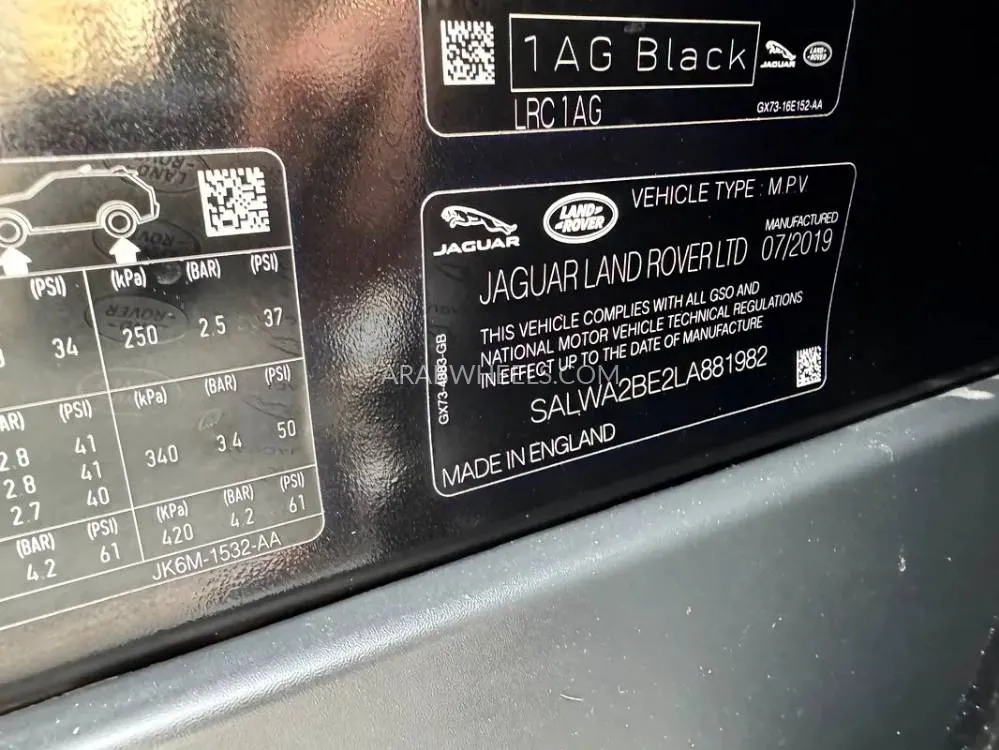 1AG Black
JAGUAR
LAND ROVER
LRC 1AG
GX73-16E152-AA
JAGUAR
LAND ROVER
VEHICLE TYPE : M.P.V
MANUFACTURED
JAGUAR LAND ROVER LTD 07/2019
THIS VEHICLE COMPLIES WITH ALL GSO AND
NATIONAL MOTOR VEHICLE TECHNICAL REGULATIONS
IN EFFECT UP TO THE DATE OF MANUFACTURE
SALWA2BE2LA881982
MADE IN ENGLAND
ARABWHEELS.COM
(PSI) (kPa) (BAR) (PSI)
34 250 2.5 37
(PSI) (kPa) (BAR) (PSI)
2.8 41
2.8 41 340 3.4 50
2.7 40
(BAR) (PSI) (kPa) (BAR) (PSI)
4.2 61 420 4.2 61
JK6M-1532-AA